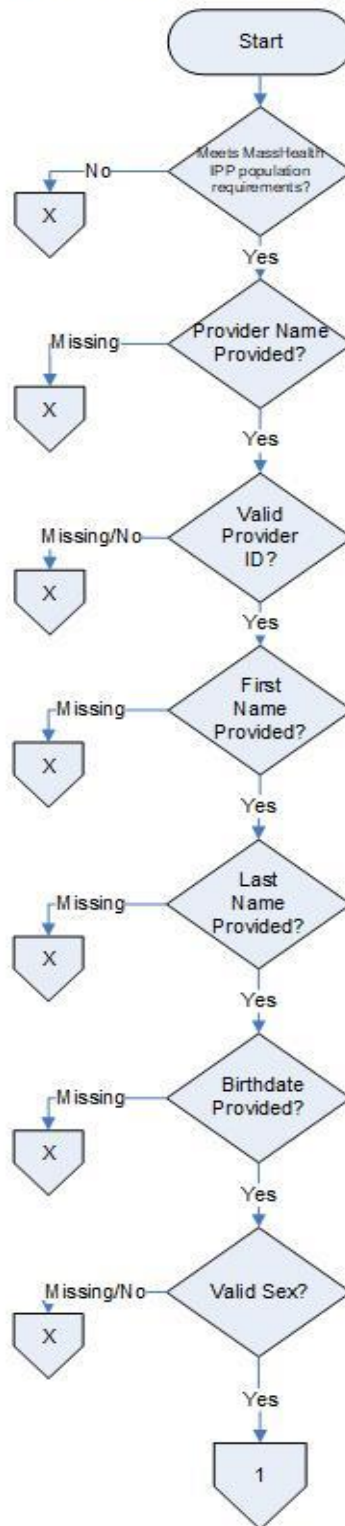 Start
Meets MassHealth
IPP population
requirements?
No
X
Yes
Provider Name
Provided?
Missing
X
Yes
Valid
Provider
ID?
Missing/No
X
Yes
First
Name
Provided?
Missing
X
Yes
Last
Name
Provided?
Missing
X
Yes
Birthdate
Provided?
Missing
X
Yes
Valid Sex?
Missing/No
X
Yes
1